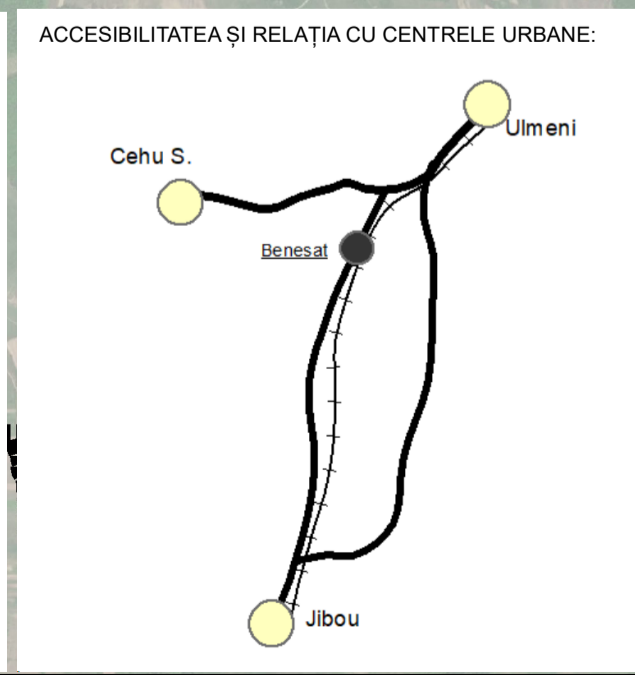 ACCESIBILITATEA ȘI RELAȚIA CU CENTRELE URBANE:
Ulmeni
Cehu S.
Benesat
Jibou